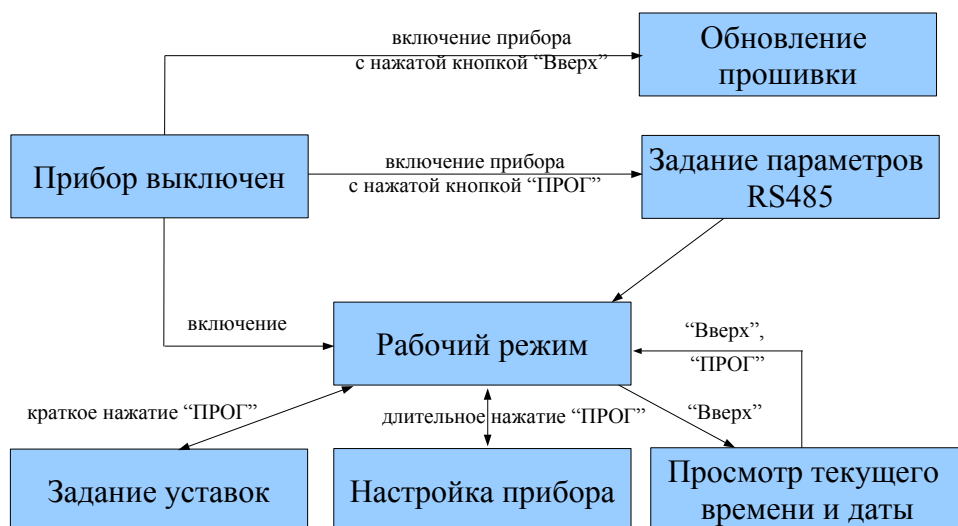 включение прибора
с нажатой кнопкой “Вверх”
Обновление
прошивки
Прибор выключен
включение прибора
с нажатой кнопкой “ПРОГ”
Задание параметров
RS485
включение
Рабочий режим
“Вверх”,
“ПРОГ”
краткое нажатие “ПРОГ”
длительное нажатие “ПРОГ”
“Вверх”
Задание уставок
Настройка прибора
Просмотр текущего
времени и даты